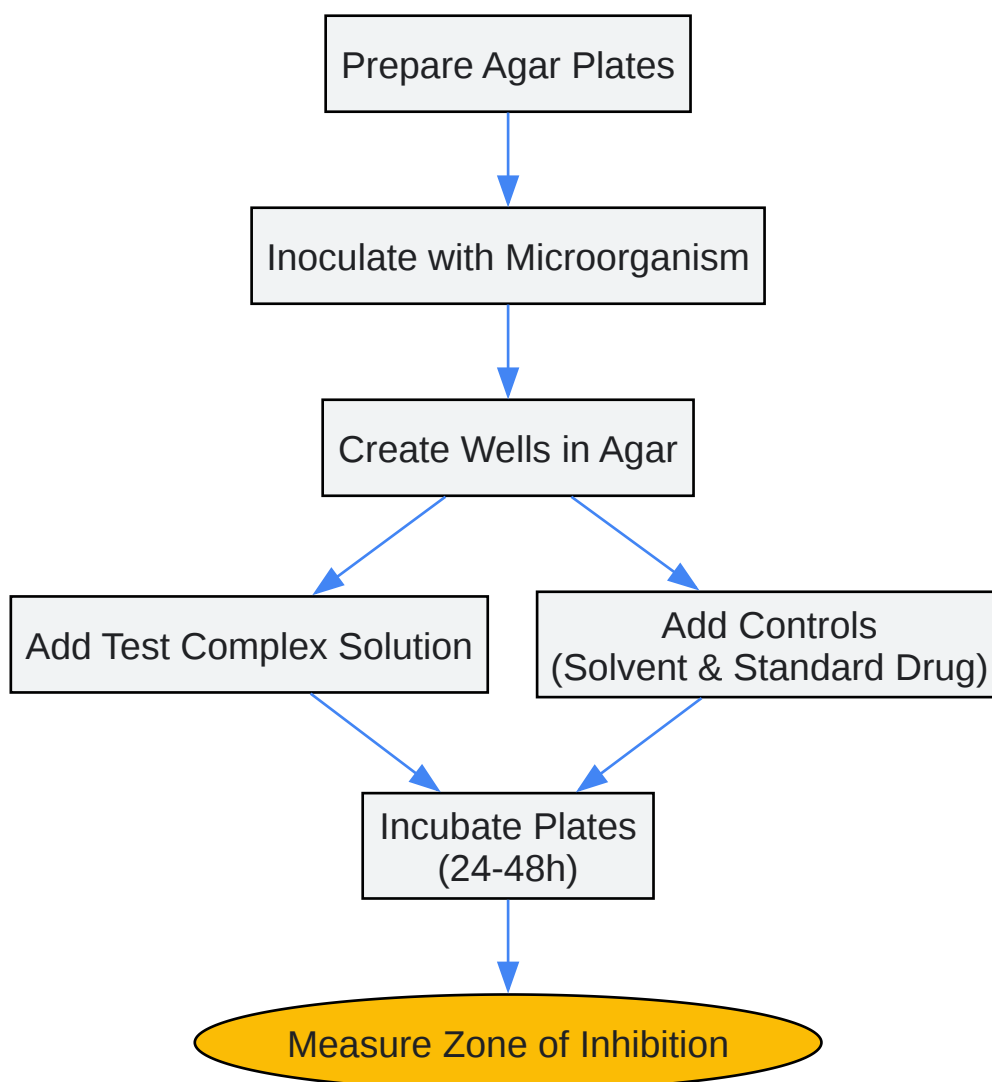 Prepare Agar Plates
Inoculate with Microorganism
Create Wells in Agar
Add Test Complex Solution
Add Controls
(Solvent & Standard Drug)
Incubate Plates
(24-48h)
Measure Zone of Inhibition